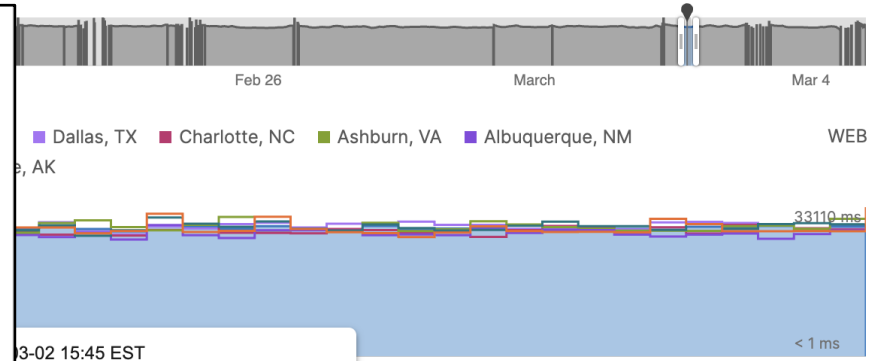 Feb 26 March Mar 4
Dallas, TX Charlotte, NC Ashburn, VA Albuquerque, NM WEB
e, AK
33110 ms
< 1 ms
03-02 15:45 EST